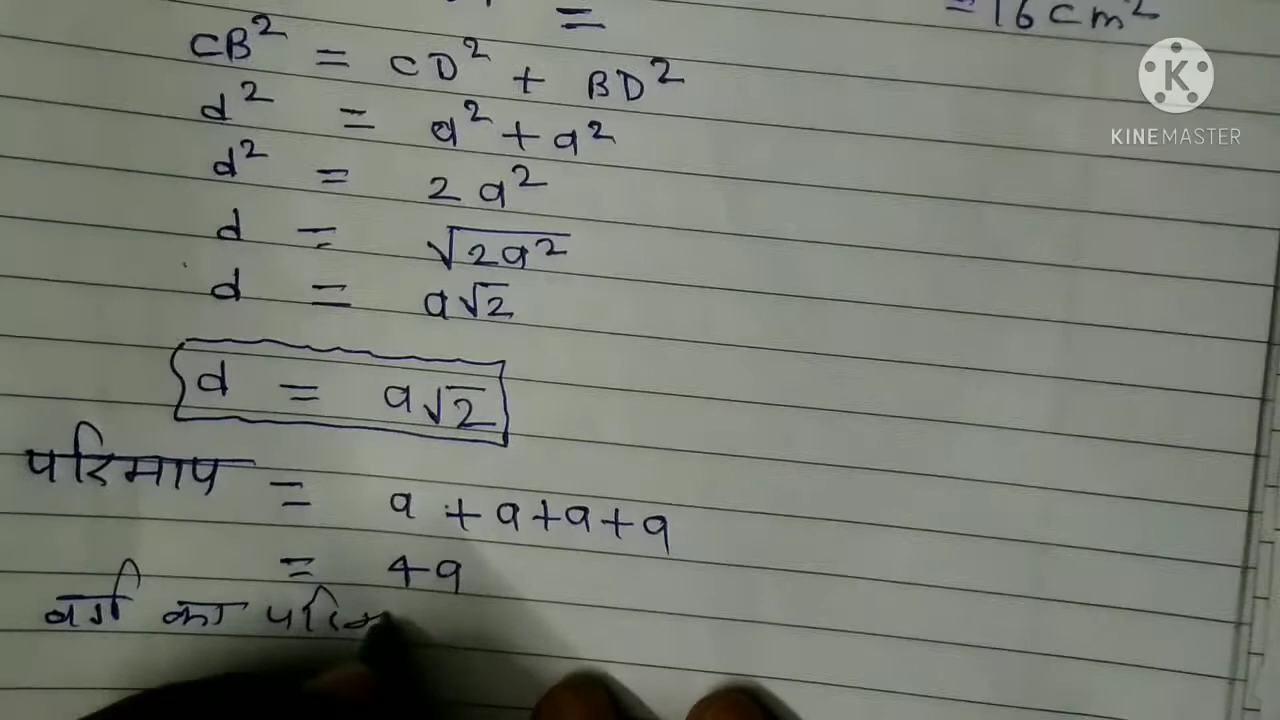 = 16 cm²
=
CB² = CD² + BD²
d² = a² + a²
d² = 2a²
d = √2a²
d = a√2
d = a√2
परिमाप = a + a + a + a
= 4a
वर्ग का
K
KINEMASTER